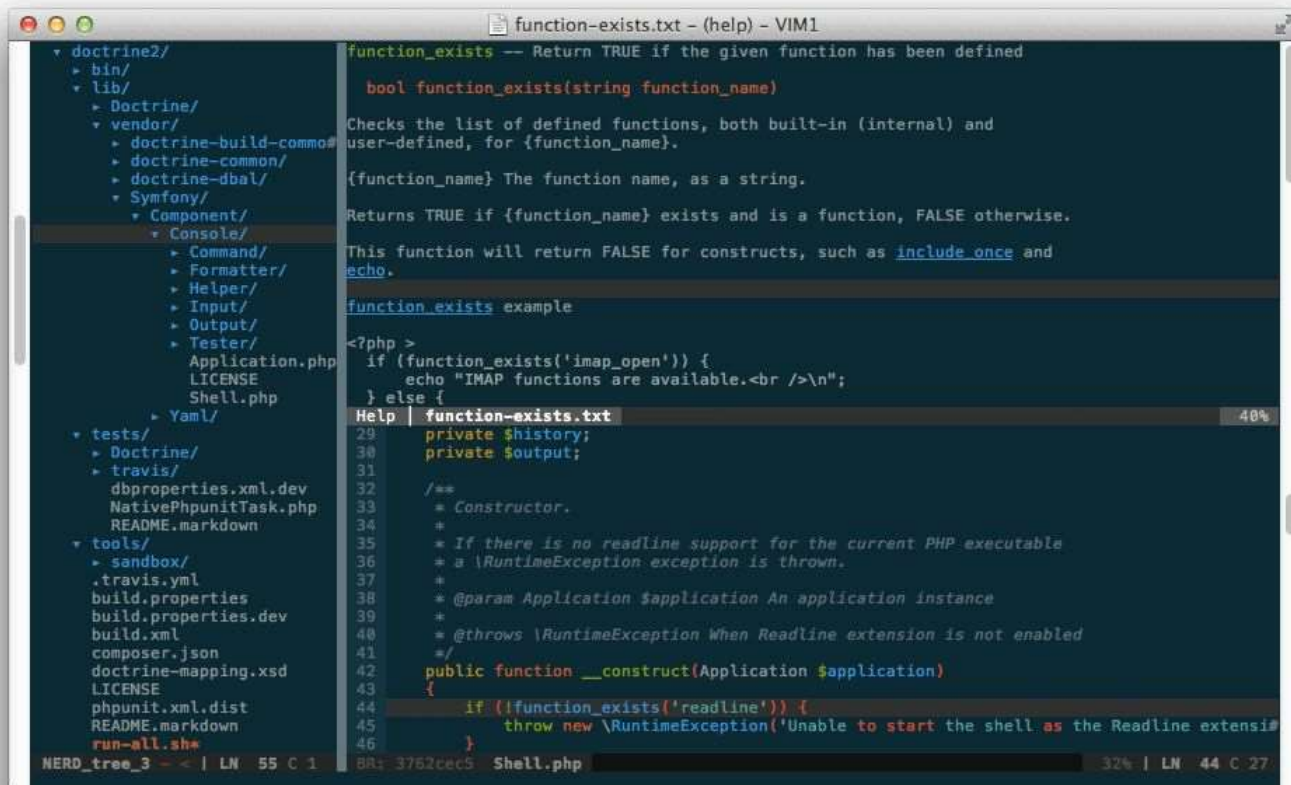 function-exists.txt – (help) – VIM1
▾ doctrine2/
▸ bin/
▾ lib/
▸ Doctrine/
▾ vendor/
▸ doctrine-build-commo#
▸ doctrine-common/
▸ doctrine-dbal/
▾ Symfony/
▾ Component/
▾ Console/
▸ Command/
▸ Formatter/
▸ Helper/
▸ Input/
▸ Output/
▸ Tester/
Application.php
LICENSE
Shell.php
▸ Yaml/
▾ tests/
▸ Doctrine/
▸ travis/
dbproperties.xml.dev
NativePhpunitTask.php
README.markdown
▾ tools/
▸ sandbox/
.travis.yml
build.properties
build.properties.dev
build.xml
composer.json
doctrine-mapping.xsd
LICENSE
phpunit.xml.dist
README.markdown
run-all.sh*
NERD_tree_3 - < | LN 55 C 1
function_exists -- Return TRUE if the given function has been defined
bool function_exists(string function_name)
Checks the list of defined functions, both built-in (internal) and
user-defined, for {function_name}.
{function_name} The function name, as a string.
Returns TRUE if {function_name} exists and is a function, FALSE otherwise.
This function will return FALSE for constructs, such as include_once and
echo.
function_exists example
<?php >
if (function_exists('imap_open')) {
echo "IMAP functions are available.<br />\n";
} else {
Help | function-exists.txt 40%
29 private $history;
30 private $output;
31
32 /**
33 * Constructor.
34 *
35 * If there is no readline support for the current PHP executable
36 * a \RuntimeException exception is thrown.
37 *
38 * @param Application $application An application instance
39 *
40 * @throws \RuntimeException When Readline extension is not enabled
41 */
42 public function __construct(Application $application)
43 {
44 if (!function_exists('readline')) {
45 throw new \RuntimeException('Unable to start the shell as the Readline extensi#
46 }
BR: 3762cec5 Shell.php 32% | LN 44 C 27